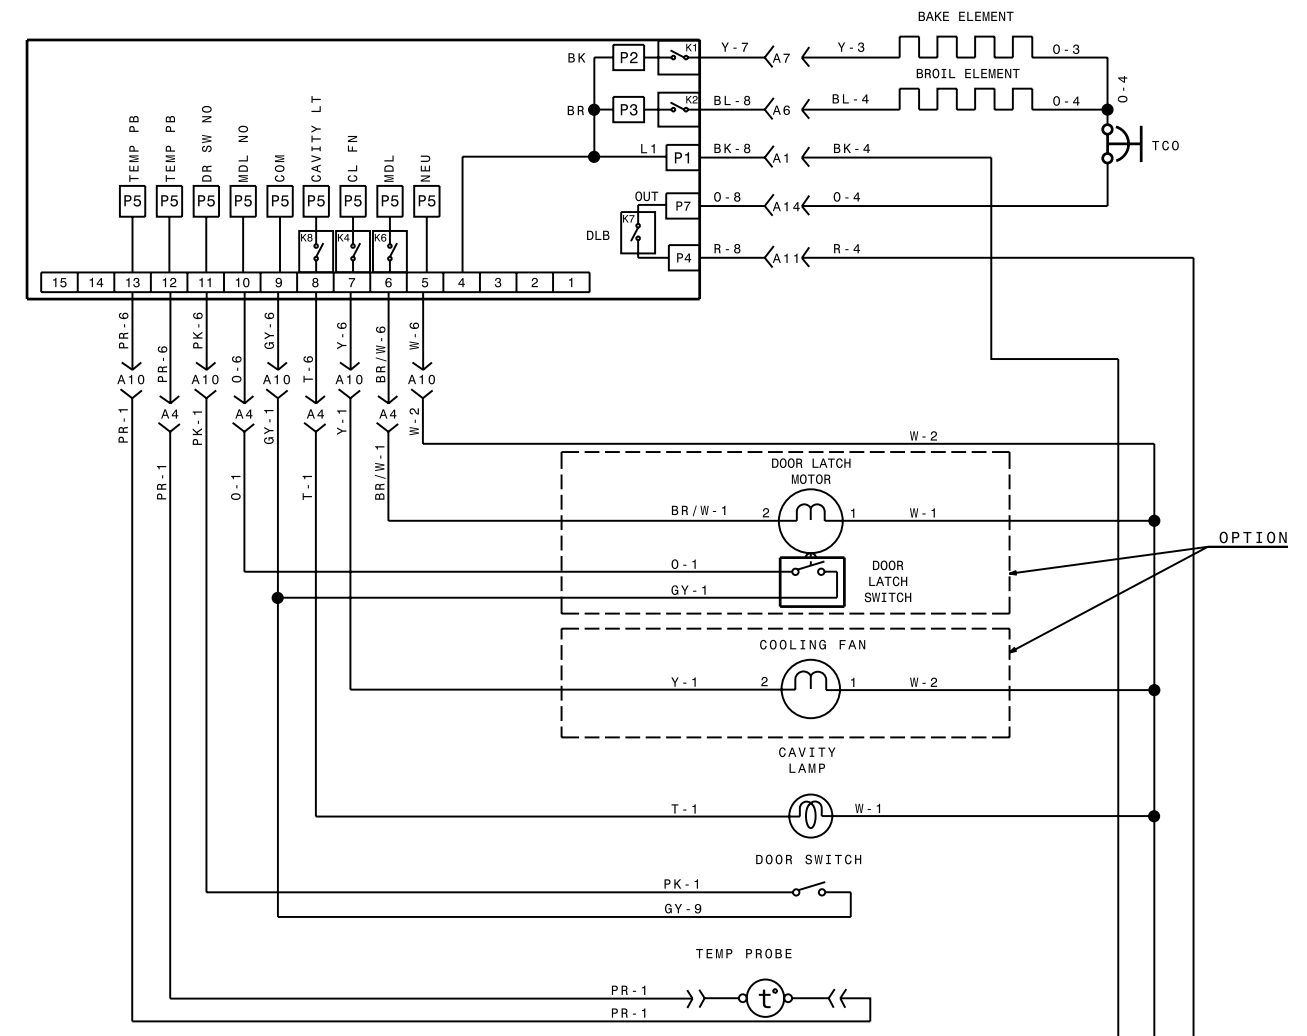 BAKE ELEMENT
BK
P2
K1
Y-7
A7
Y-3
O-3
BROIL ELEMENT
O-4
BR
P3
K2
BL-8
A6
BL-4
O-4
L1
P1
BK-8
A1
BK-4
TCO
TEMP PB
TEMP PB
DR SW NO
MDL NO
COM
CAVITY LT
CL FN
MDL
NEU
P5
P5
P5
P5
P5
P5
P5
P5
P5
OUT
P7
O-8
A14
O-4
K7
DLB
K8
K4
K6
P4
R-8
A11
R-4
15
14
13
12
11
10
9
8
7
6
5
4
3
2
1
PR-6
PR-6
PK-6
O-6
GY-6
T-6
Y-6
BR/W-6
W-6
A10
A10
A10
A10
A10
A4
A4
A4
A4
PR-1
PR-1
PK-1
O-1
GY-1
T-1
Y-1
BR/W-1
W-2
W-2
DOOR LATCH
MOTOR
BR/W-1
2
1
W-1
OPTION
O-1
DOOR
LATCH
SWITCH
GY-1
COOLING FAN
Y-1
2
1
W-2
CAVITY
LAMP
T-1
W-1
DOOR SWITCH
PK-1
GY-9
TEMP PROBE
PR-1
t°
PR-1